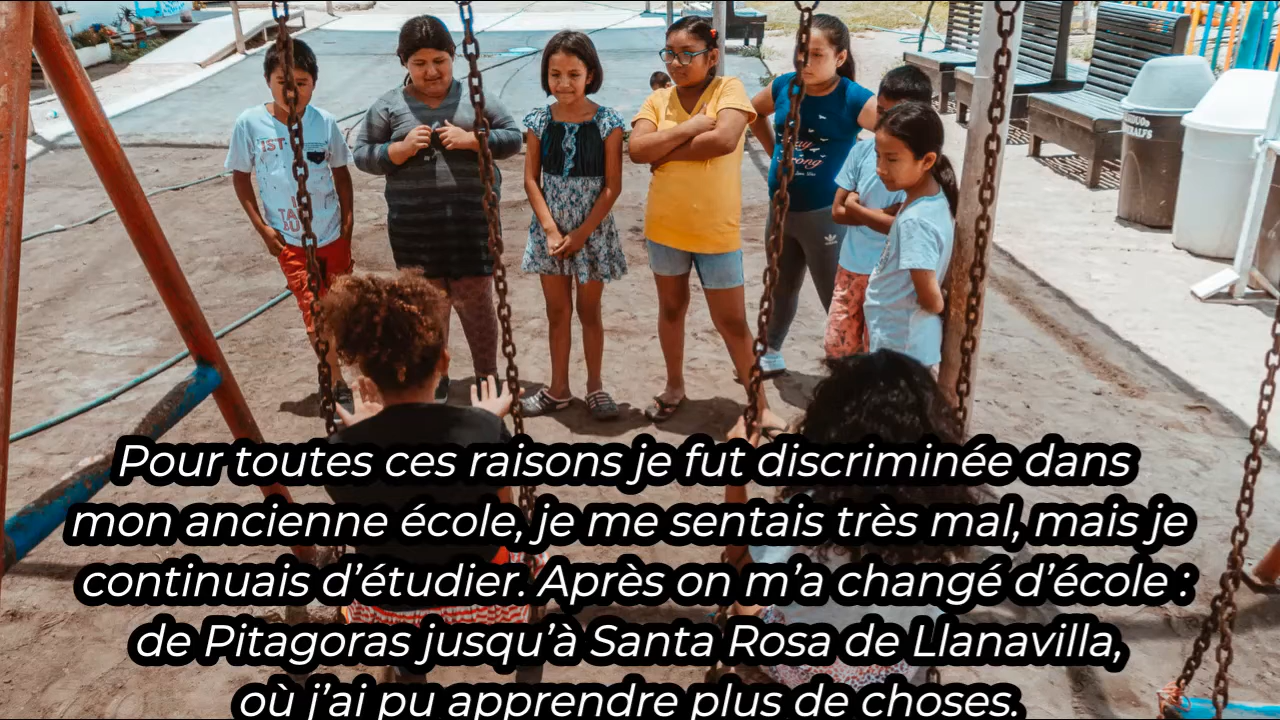 Pour toutes ces raisons je fut discriminée dans
mon ancienne école, je me sentais très mal, mais je
continuais d’étudier. Après on m’a changé d’école :
de Pitagoras jusqu’à Santa Rosa de Llanavilla,
où j’ai pu apprendre plus de choses.